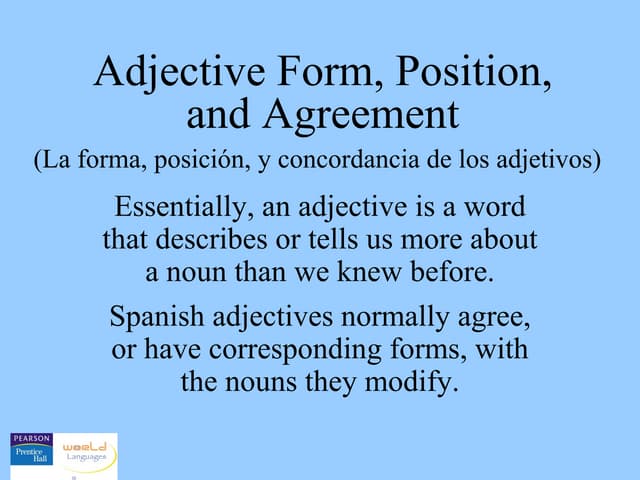 Adjective Form, Position,
and Agreement
(La forma, posición, y concordancia de los adjetivos)
Essentially, an adjective is a word
that describes or tells us more about
a noun than we knew before.
Spanish adjectives normally agree,
or have corresponding forms, with
the nouns they modify.
PEARSON
Prentice
Hall
world
Languages